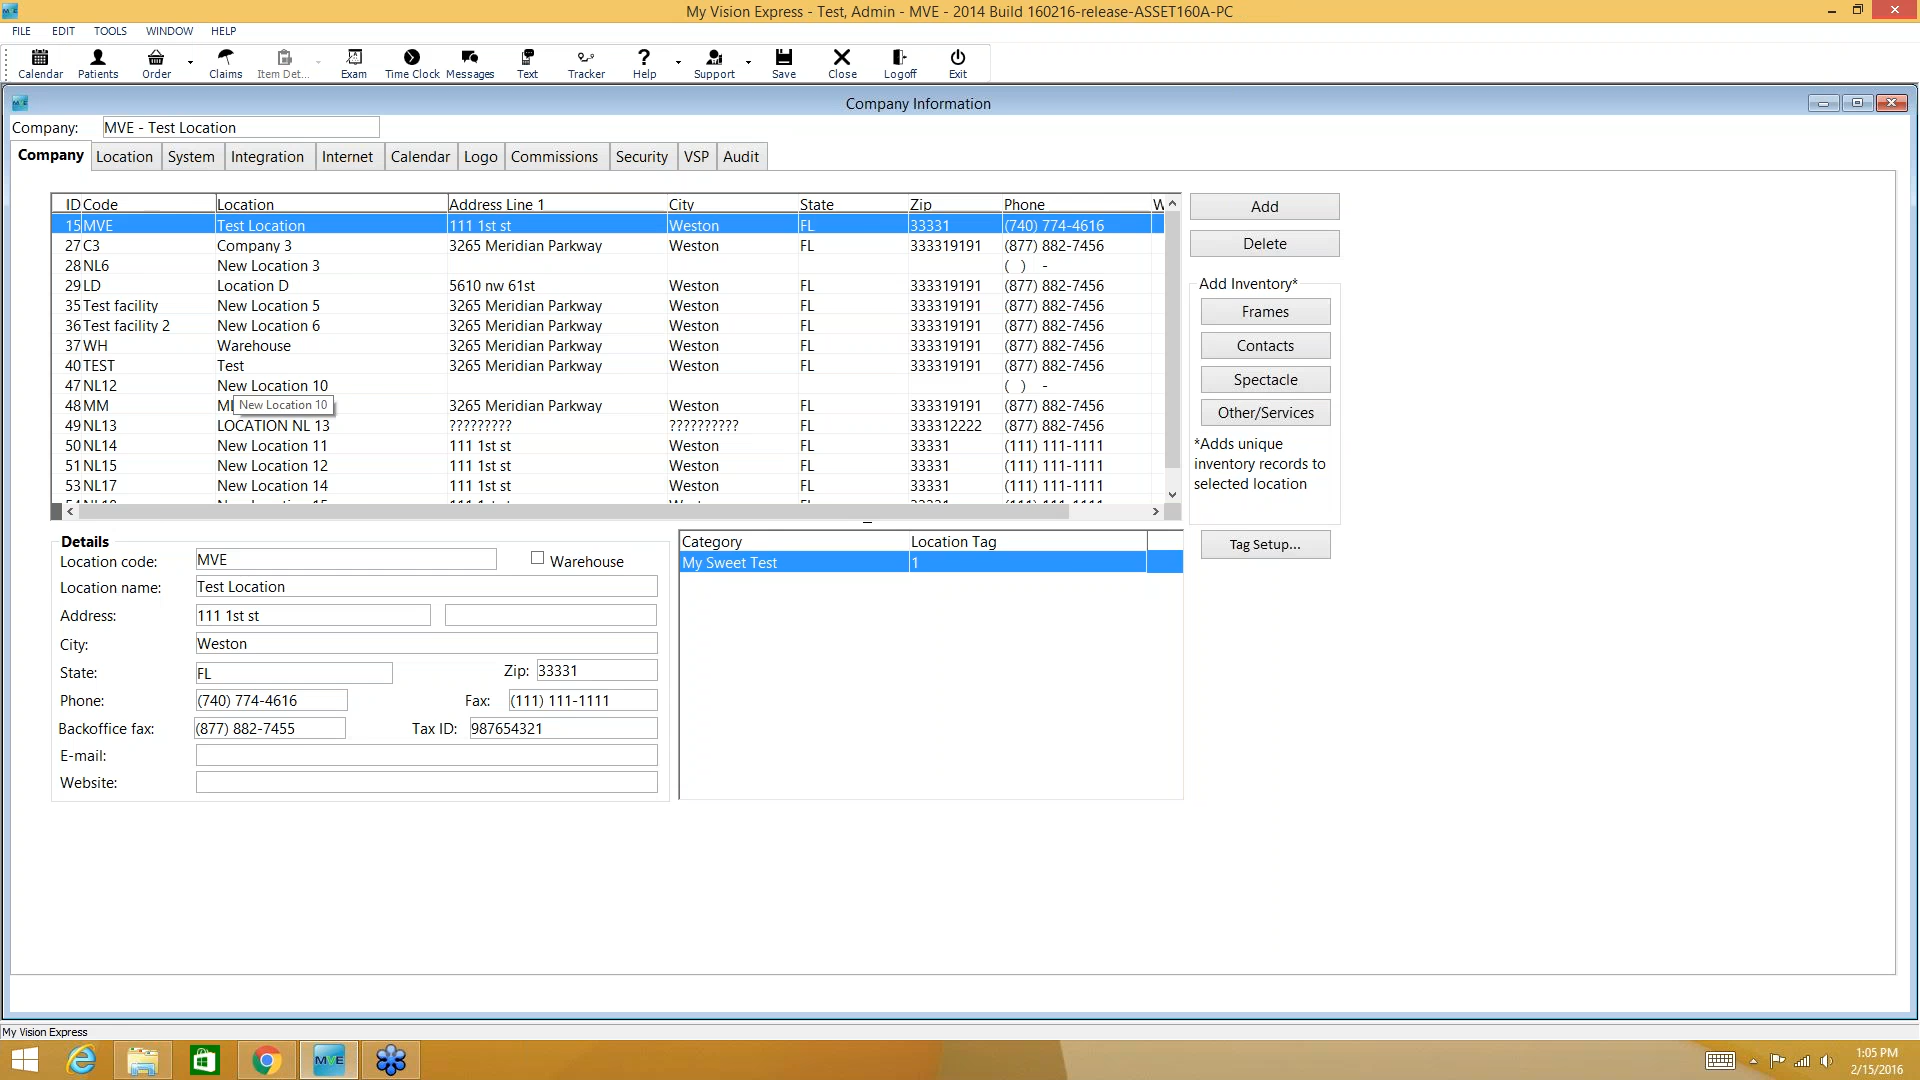 My Vision Express - Test, Admin - MVE - 2014 Build 160216-release-ASSET160A-PC
FILE EDIT TOOLS WINDOW HELP
Calendar Patients Order Claims Item Det... Exam Time Clock Messages Text Tracker Help Support Save Close Logoff Exit
Company Information
Company: MVE - Test Location
Company Location System Integration Internet Calendar Logo Commissions Security VSP Audit
ID Code Location Address Line 1 City State Zip Phone W
15 MVE Test Location 111 1st st Weston FL 33331 (740) 774-4616
27 C3 Company 3 3265 Meridian Parkway Weston FL 333319191 (877) 882-7456
28 NL6 New Location 3 ( ) -
29 LD Location D 5610 nw 61st Weston FL 333319191 (877) 882-7456
35 Test facility New Location 5 3265 Meridian Parkway Weston FL 333319191 (877) 882-7456
36 Test facility 2 New Location 6 3265 Meridian Parkway Weston FL 333319191 (877) 882-7456
37 WH Warehouse 3265 Meridian Parkway Weston FL 333319191 (877) 882-7456
40 TEST Test 3265 Meridian Parkway Weston FL 333319191 (877) 882-7456
47 NL12 New Location 10 ( ) -
48 MM New Location 10 3265 Meridian Parkway Weston FL 333319191 (877) 882-7456
49 NL13 LOCATION NL 13 ????????? ?????????? FL 333312222 (877) 882-7456
50 NL14 New Location 11 111 1st st Weston FL 33331 (111) 111-1111
51 NL15 New Location 12 111 1st st Weston FL 33331 (111) 111-1111
53 NL17 New Location 14 111 1st st Weston FL 33331 (111) 111-1111
Add
Delete
Add Inventory*
Frames
Contacts
Spectacle
Other/Services
*Adds unique
inventory records to
selected location
Tag Setup...
Details
Location code: MVE Warehouse
Location name: Test Location
Address: 111 1st st
City: Weston
State: FL Zip: 33331
Phone: (740) 774-4616 Fax: (111) 111-1111
Backoffice fax: (877) 882-7455 Tax ID: 987654321
E-mail:
Website:
Category Location Tag
My Sweet Test 1
My Vision Express
MVE
1:05 PM
2/15/2016